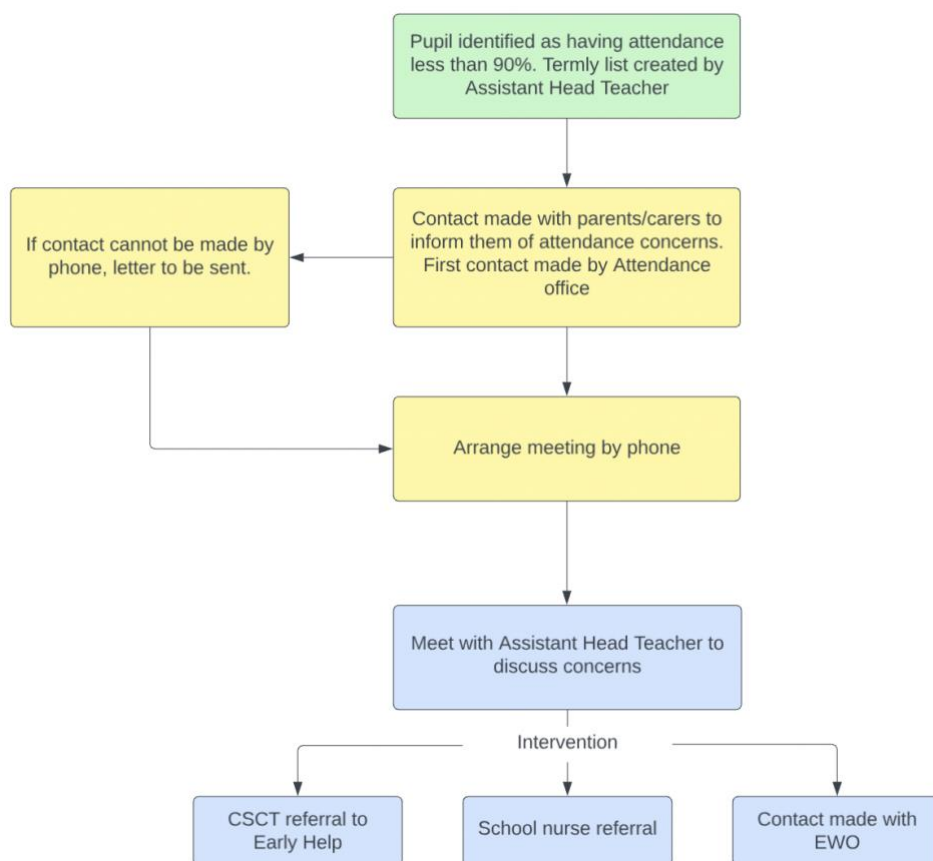 Pupil identified as having attendance
less than 90%. Termly list created by
Assistant Head Teacher
If contact cannot be made by
phone, letter to be sent.
Contact made with parents/carers to
inform them of attendance concerns.
First contact made by Attendance
office
Arrange meeting by phone
Meet with Assistant Head Teacher to
discuss concerns
Intervention
CSCT referral to
Early Help
School nurse referral
Contact made with
EWO